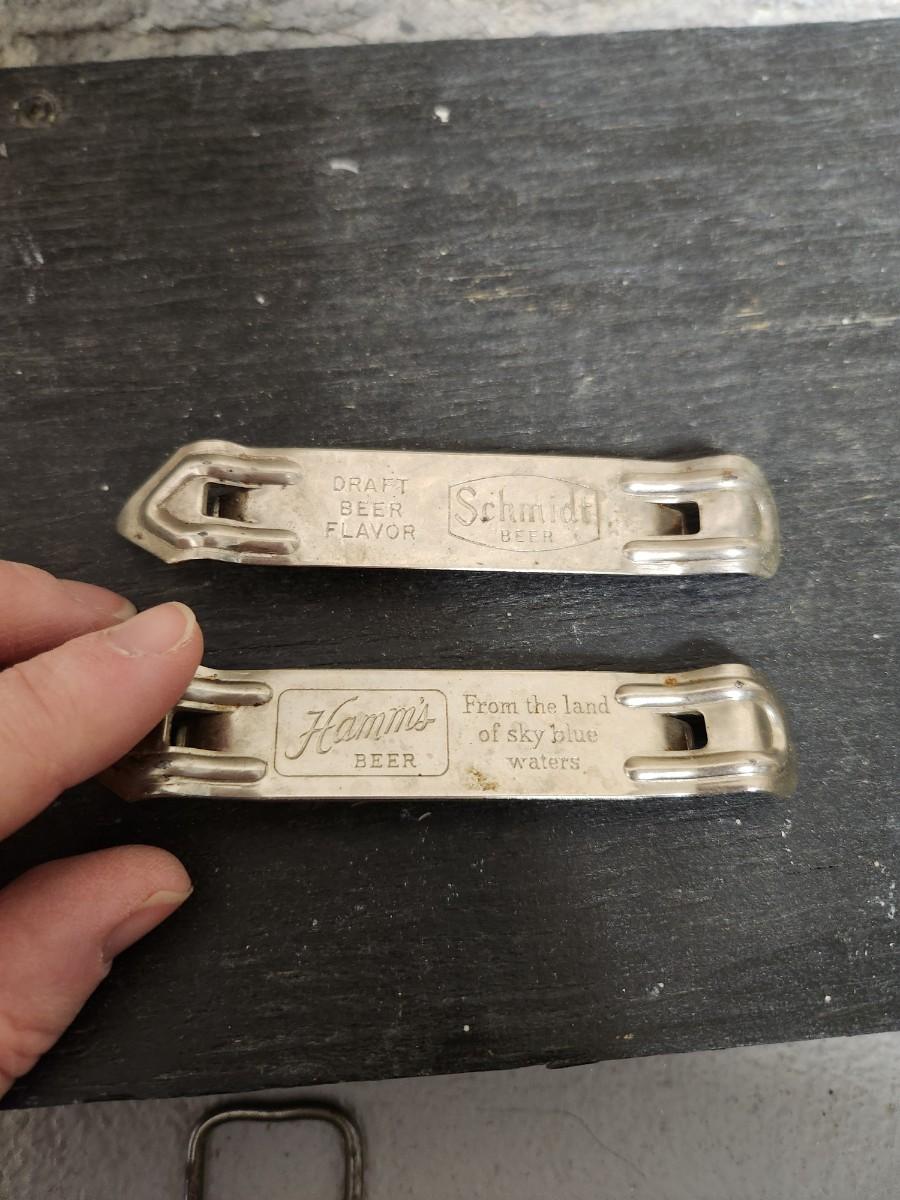 DRAFT
BEER
FLAVOR
Schmidt
BEER
Hamm's
BEER
From the land
of sky blue
waters